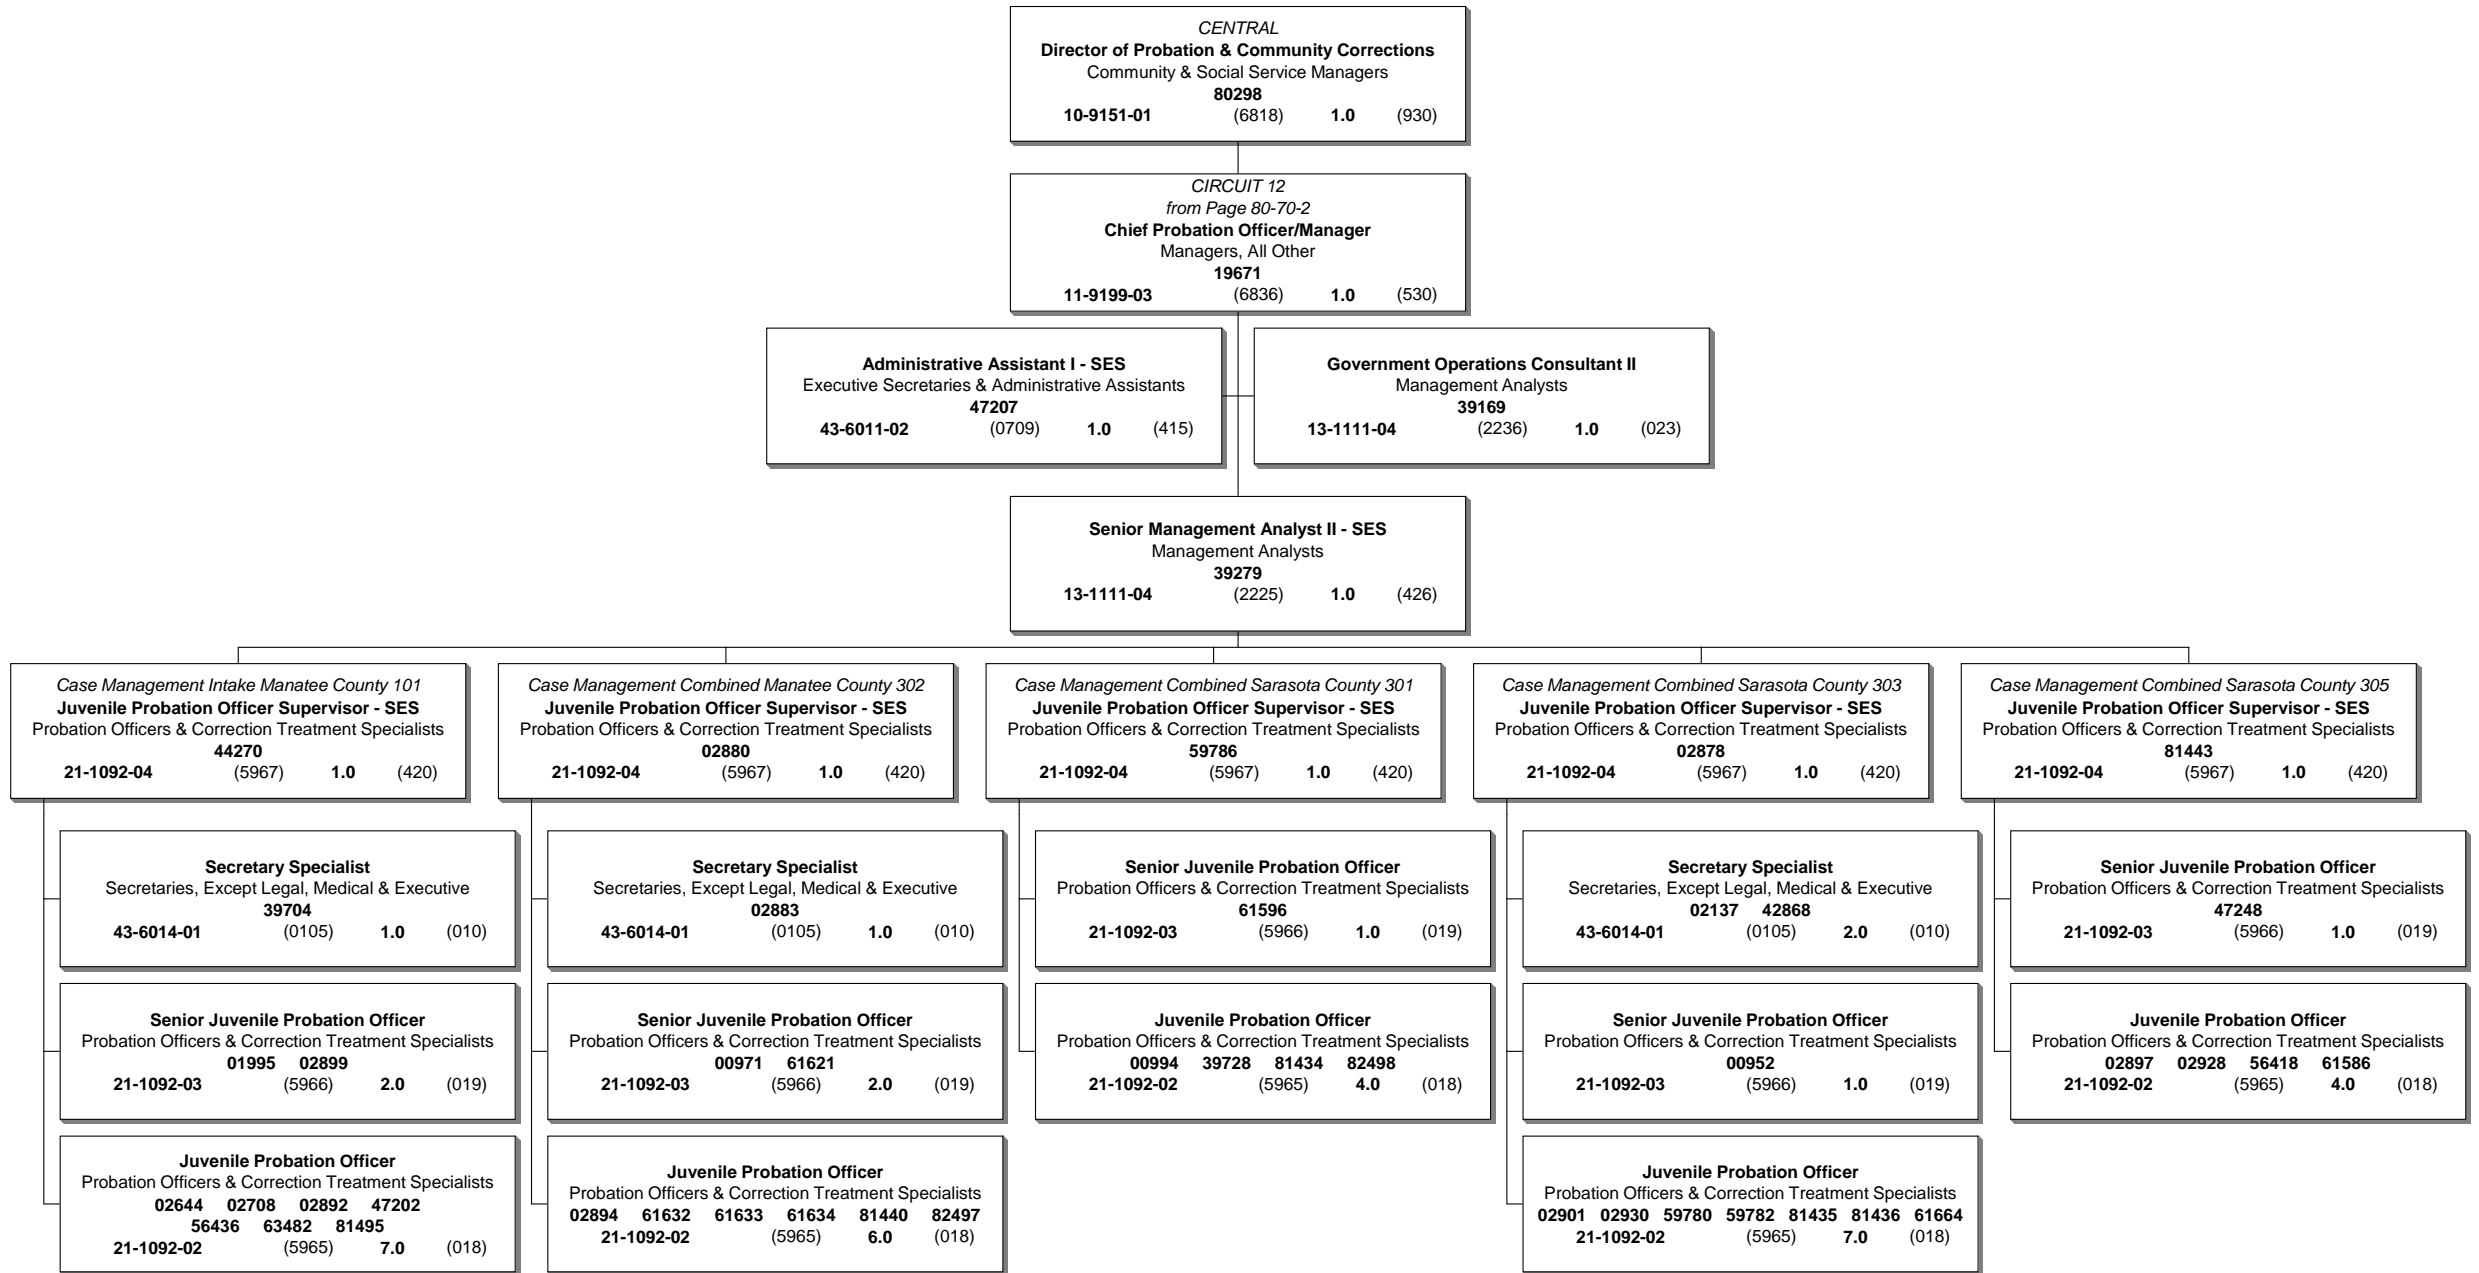 CENTRAL
Director of Probation & Community Corrections
Community & Social Service Managers
80298
10-9151-01 (6818) 1.0 (930)
CIRCUIT 12
from Page 80-70-2
Chief Probation Officer/Manager
Managers, All Other
19671
11-9199-03 (6836) 1.0 (530)
Administrative Assistant I - SES
Executive Secretaries & Administrative Assistants
47207
43-6011-02 (0709) 1.0 (415)
Government Operations Consultant II
Management Analysts
39169
13-1111-04 (2236) 1.0 (023)
Senior Management Analyst II - SES
Management Analysts
39279
13-1111-04 (2225) 1.0 (426)
Case Management Intake Manatee County 101
Juvenile Probation Officer Supervisor - SES
Probation Officers & Correction Treatment Specialists
44270
21-1092-04 (5967) 1.0 (420)
Secretary Specialist
Secretaries, Except Legal, Medical & Executive
39704
43-6014-01 (0105) 1.0 (010)
Senior Juvenile Probation Officer
Probation Officers & Correction Treatment Specialists
01995 02899
21-1092-03 (5966) 2.0 (019)
Juvenile Probation Officer
Probation Officers & Correction Treatment Specialists
02644 02708 02892 47202
56436 63482 81495
21-1092-02 (5965) 7.0 (018)
Case Management Combined Manatee County 302
Juvenile Probation Officer Supervisor - SES
Probation Officers & Correction Treatment Specialists
02880
21-1092-04 (5967) 1.0 (420)
Secretary Specialist
Secretaries, Except Legal, Medical & Executive
02883
43-6014-01 (0105) 1.0 (010)
Senior Juvenile Probation Officer
Probation Officers & Correction Treatment Specialists
00971 61621
21-1092-03 (5966) 2.0 (019)
Juvenile Probation Officer
Probation Officers & Correction Treatment Specialists
02894 61632 61633 61634 81440 82497
21-1092-02 (5965) 6.0 (018)
Case Management Combined Sarasota County 301
Juvenile Probation Officer Supervisor - SES
Probation Officers & Correction Treatment Specialists
59786
21-1092-04 (5967) 1.0 (420)
Senior Juvenile Probation Officer
Probation Officers & Correction Treatment Specialists
61596
21-1092-03 (5966) 1.0 (019)
Juvenile Probation Officer
Probation Officers & Correction Treatment Specialists
00994 39728 81434 82498
21-1092-02 (5965) 4.0 (018)
Case Management Combined Sarasota County 303
Juvenile Probation Officer Supervisor - SES
Probation Officers & Correction Treatment Specialists
02878
21-1092-04 (5967) 1.0 (420)
Secretary Specialist
Secretaries, Except Legal, Medical & Executive
02137 42868
43-6014-01 (0105) 2.0 (010)
Senior Juvenile Probation Officer
Probation Officers & Correction Treatment Specialists
00952
21-1092-03 (5966) 1.0 (019)
Juvenile Probation Officer
Probation Officers & Correction Treatment Specialists
02901 02930 59780 59782 81435 81436 61664
21-1092-02 (5965) 7.0 (018)
Case Management Combined Sarasota County 305
Juvenile Probation Officer Supervisor - SES
Probation Officers & Correction Treatment Specialists
81443
21-1092-04 (5967) 1.0 (420)
Senior Juvenile Probation Officer
Probation Officers & Correction Treatment Specialists
47248
21-1092-03 (5966) 1.0 (019)
Juvenile Probation Officer
Probation Officers & Correction Treatment Specialists
02897 02928 56418 61586
21-1092-02 (5965) 4.0 (018)